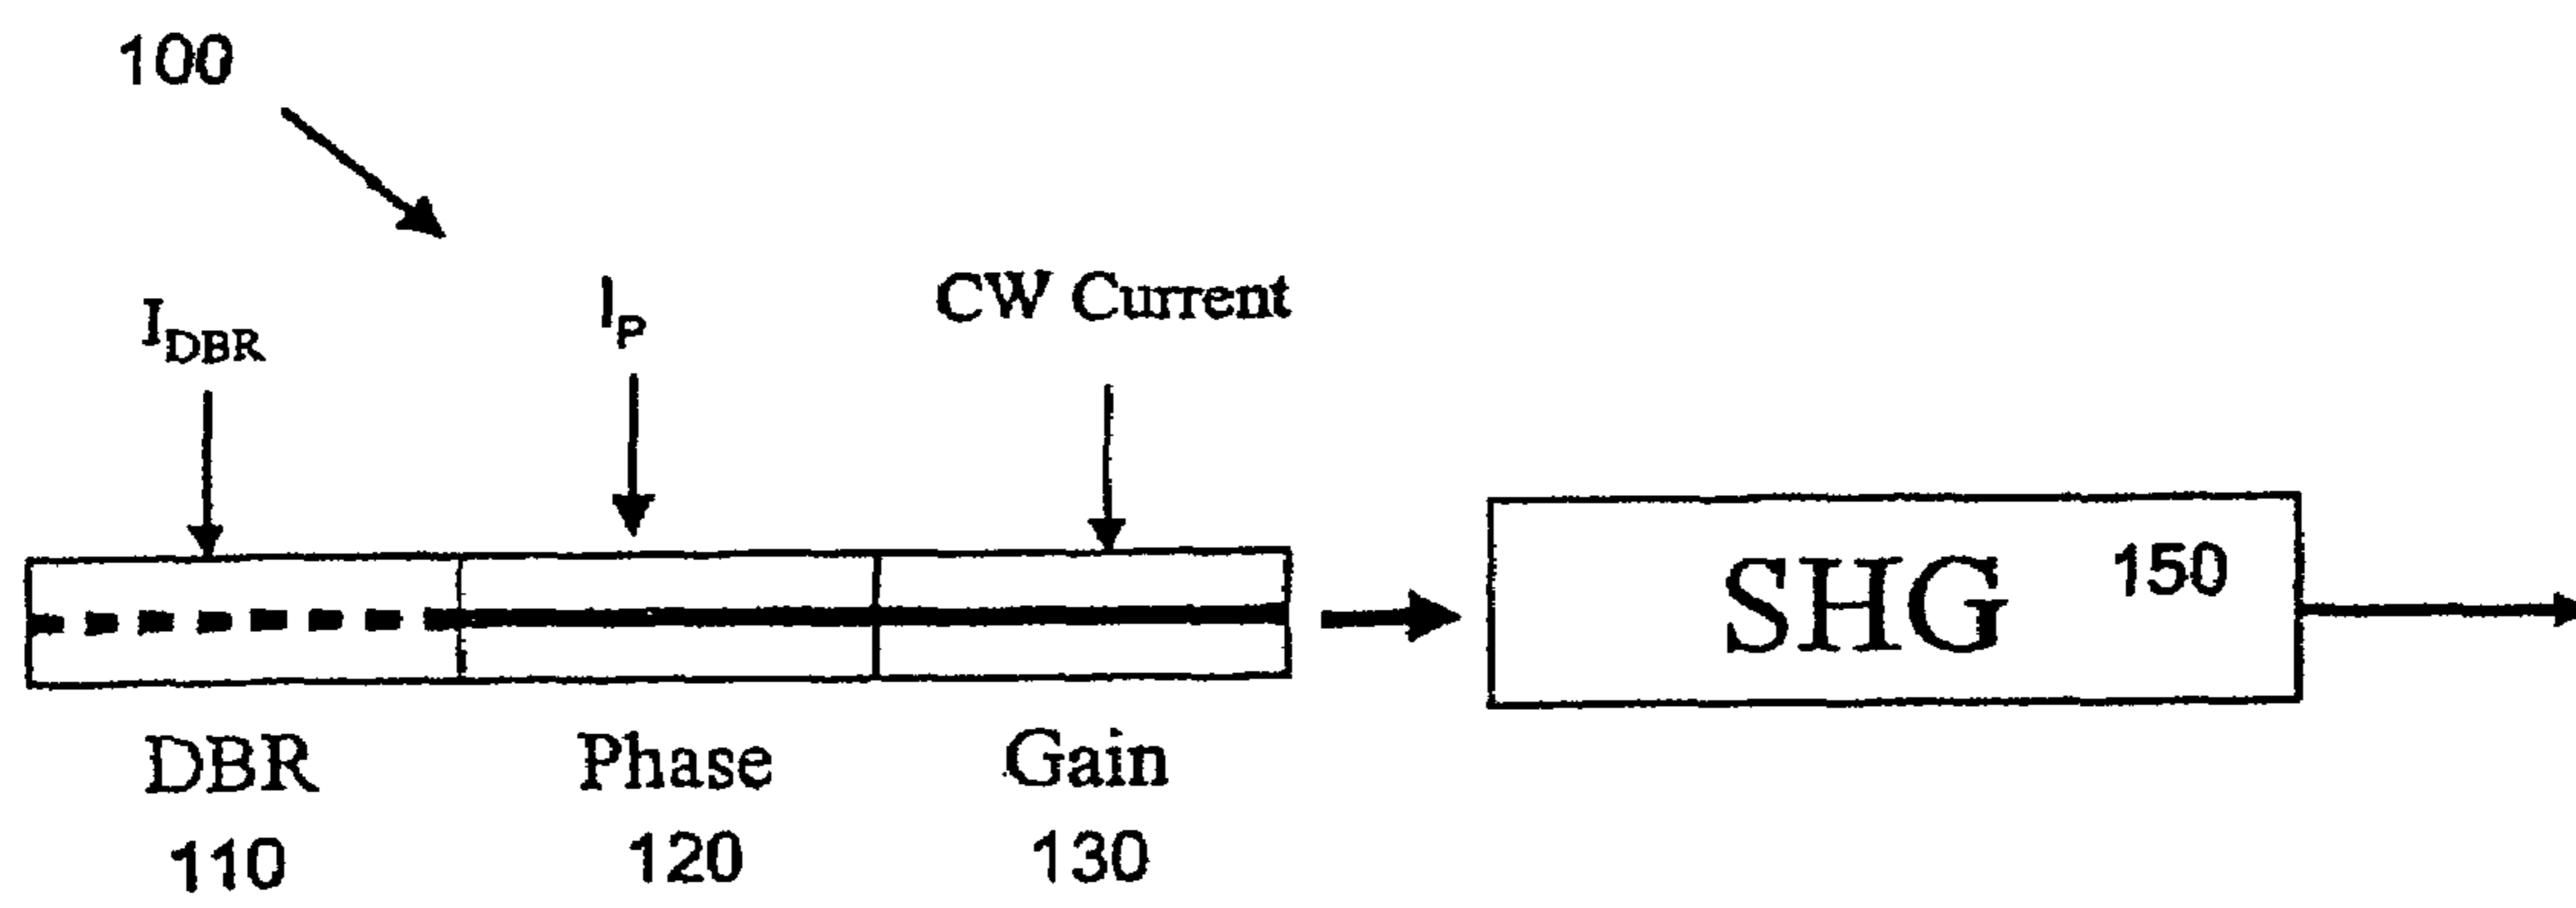 100
I_DBR
I_P
CW Current
SHG 150
DBR
Phase
Gain
110
120
130